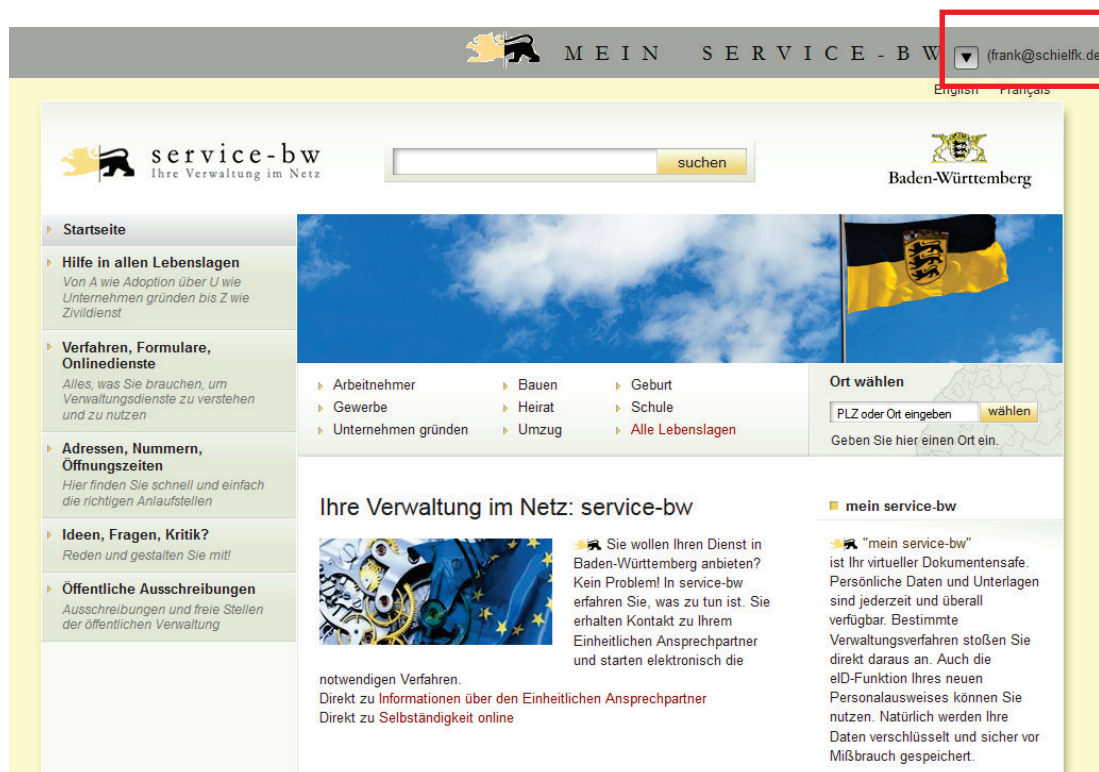 MEIN SERVICE-BW (frank@schielfk.de
English Français
service-bw
Ihre Verwaltung im Netz
suchen
Baden-Württemberg
Startseite
Hilfe in allen Lebenslagen
Von A wie Adoption über U wie
Unternehmen gründen bis Z wie
Zivildienst
Verfahren, Formulare,
Onlinedienste
Alles, was Sie brauchen, um
Verwaltungsdienste zu verstehen
und zu nutzen
Adressen, Nummern,
Öffnungszeiten
Hier finden Sie schnell und einfach
die richtigen Anlaufstellen
Ideen, Fragen, Kritik?
Reden und gestalten Sie mit!
Öffentliche Ausschreibungen
Ausschreibungen und freie Stellen
der öffentlichen Verwaltung
Arbeitnehmer Bauen Geburt
Gewerbe Heirat Schule
Unternehmen gründen Umzug Alle Lebenslagen
Ort wählen
PLZ oder Ort eingeben wählen
Geben Sie hier einen Ort ein.
Ihre Verwaltung im Netz: service-bw
Sie wollen Ihren Dienst in
Baden-Württemberg anbieten?
Kein Problem! In service-bw
erfahren Sie, was zu tun ist. Sie
erhalten Kontakt zu Ihrem
Einheitlichen Ansprechpartner
und starten elektronisch die
notwendigen Verfahren.
Direkt zu Informationen über den Einheitlichen Ansprechpartner
Direkt zu Selbständigkeit online
mein service-bw
"mein service-bw"
ist Ihr virtueller Dokumentensafe.
Persönliche Daten und Unterlagen
sind jederzeit und überall
verfügbar. Bestimmte
Verwaltungsverfahren stoßen Sie
direkt daraus an. Auch die
eID-Funktion Ihres neuen
Personalausweises können Sie
nutzen. Natürlich werden Ihre
Daten verschlüsselt und sicher vor
Mißbrauch gespeichert.